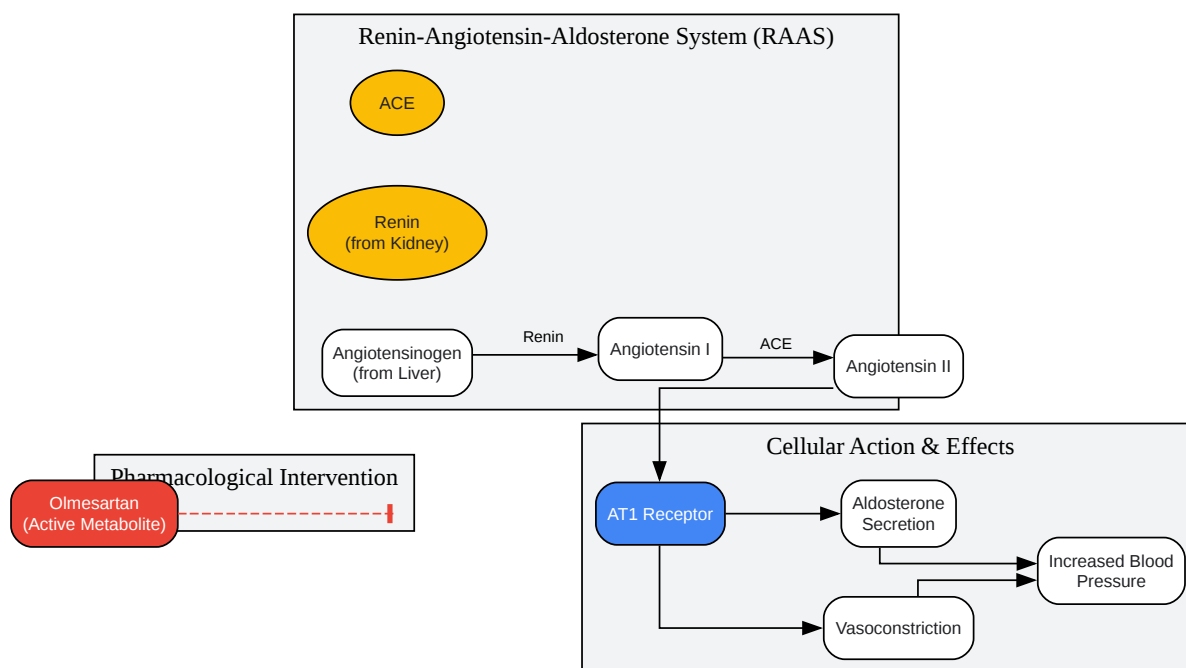 Renin-Angiotensin-Aldosterone System (RAAS)
ACE
Renin
(from Kidney)
Angiotensinogen
(from Liver)
Renin
Angiotensin I
ACE
Angiotensin II
Cellular Action & Effects
Pharmacological Intervention
Olmesartan
(Active Metabolite)
AT1 Receptor
Aldosterone
Secretion
Increased Blood
Pressure
Vasoconstriction